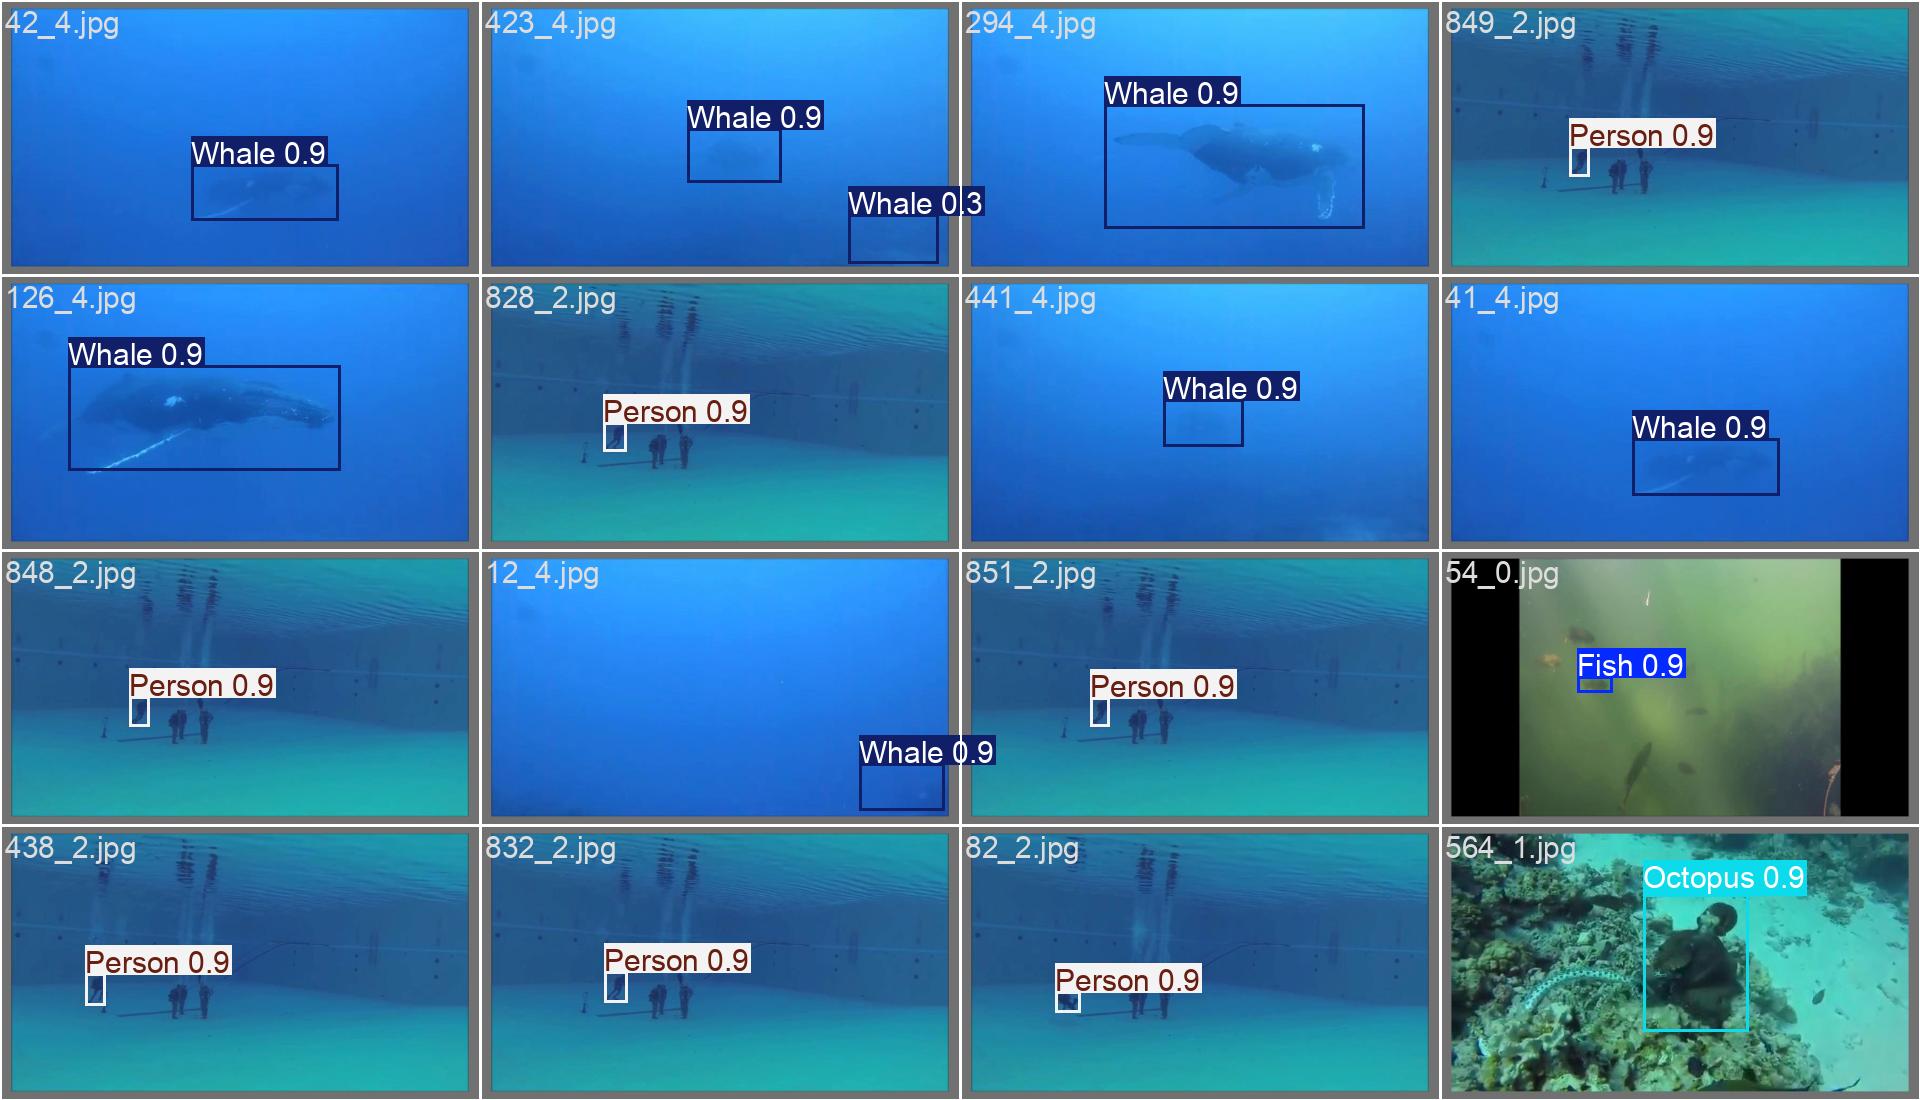 42_4.jpg
Whale 0.9
423_4.jpg
Whale 0.9
Whale 0.3
294_4.jpg
Whale 0.9
849_2.jpg
Person 0.9
126_4.jpg
Whale 0.9
828_2.jpg
Person 0.9
441_4.jpg
Whale 0.9
41_4.jpg
Whale 0.9
848_2.jpg
Person 0.9
12_4.jpg
Whale 0.9
851_2.jpg
Person 0.9
54_0.jpg
Fish 0.9
438_2.jpg
Person 0.9
832_2.jpg
Person 0.9
82_2.jpg
Person 0.9
564_1.jpg
Octopus 0.9